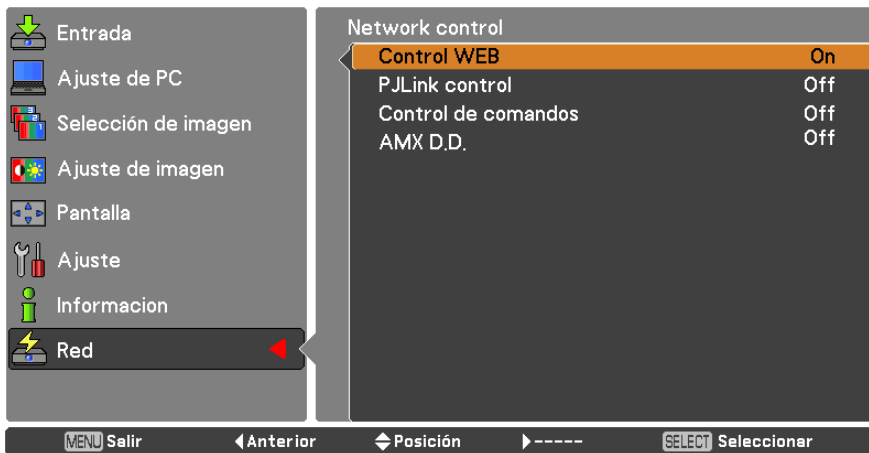 Entrada
Ajuste de PC
Selección de imagen
Ajuste de imagen
Pantalla
Ajuste
Informacion
Red
Network control
Control WEB On
PJLink control Off
Control de comandos Off
AMX D.D. Off
MENU Salir Anterior Posición ----- SELECT Seleccionar